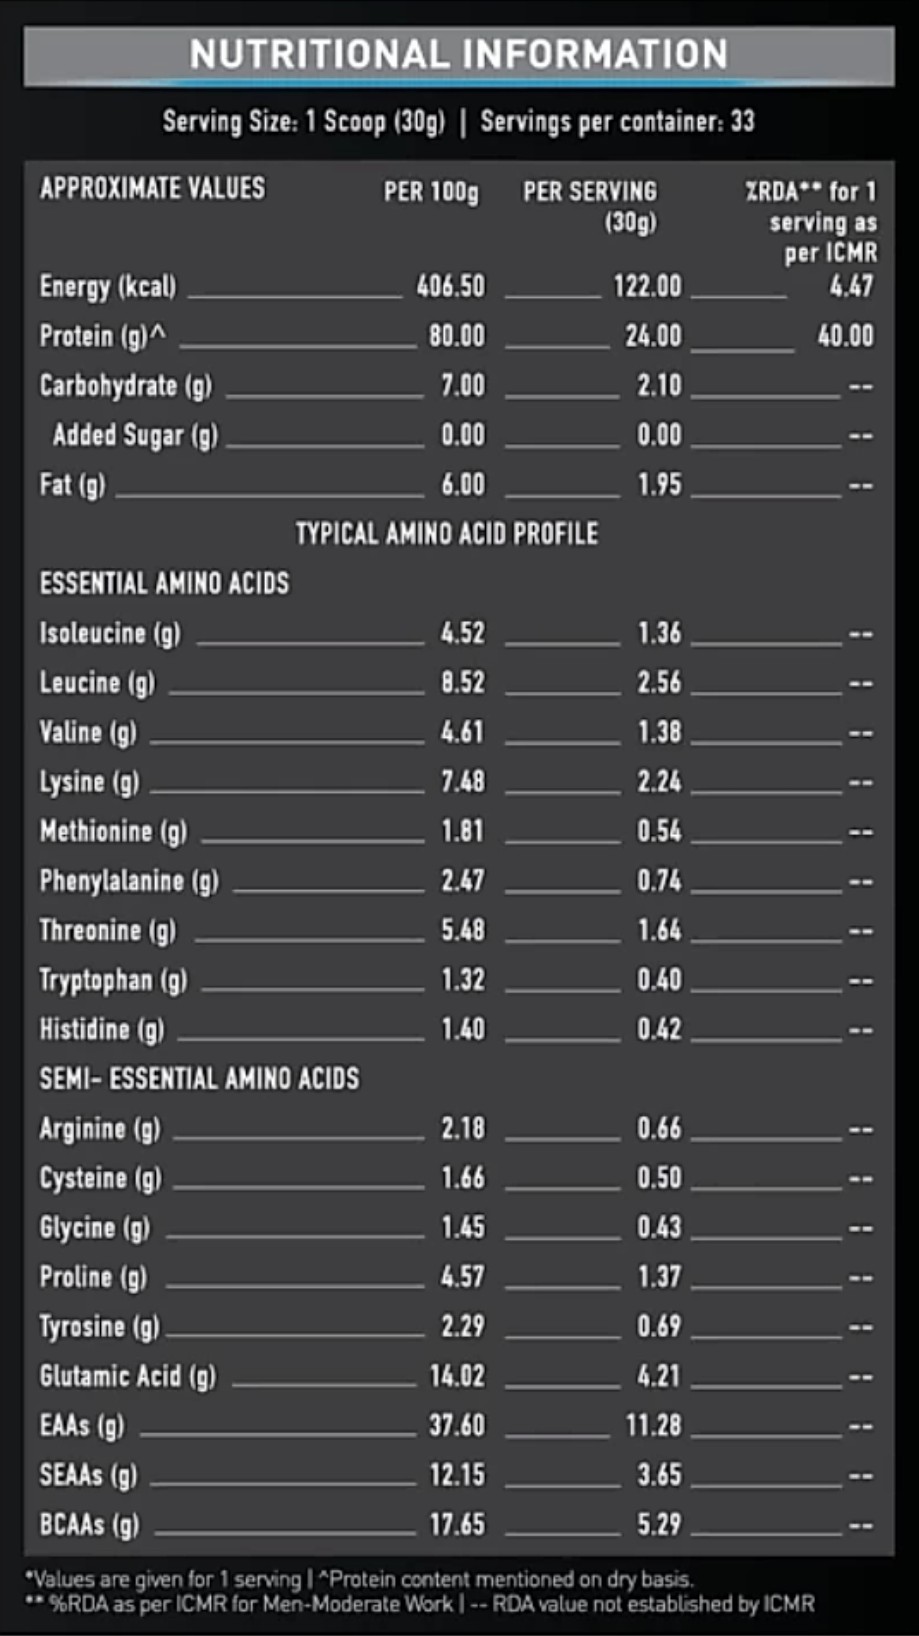 NUTRITIONAL INFORMATION
Serving Size: 1 Scoop (30g) | Servings per container: 33
APPROXIMATE VALUES PER 100g PER SERVING (30g) %RDA** for 1 serving as per ICMR
Energy (kcal) 406.50 122.00 4.47
Protein (g)^ 80.00 24.00 40.00
Carbohydrate (g) 7.00 2.10 --
Added Sugar (g) 0.00 0.00 --
Fat (g) 6.00 1.95 --
TYPICAL AMINO ACID PROFILE
ESSENTIAL AMINO ACIDS
Isoleucine (g) 4.52 1.36 --
Leucine (g) 8.52 2.56 --
Valine (g) 4.61 1.38 --
Lysine (g) 7.48 2.24 --
Methionine (g) 1.81 0.54 --
Phenylalanine (g) 2.47 0.74 --
Threonine (g) 5.48 1.64 --
Tryptophan (g) 1.32 0.40 --
Histidine (g) 1.40 0.42 --
SEMI- ESSENTIAL AMINO ACIDS
Arginine (g) 2.18 0.66 --
Cysteine (g) 1.66 0.50 --
Glycine (g) 1.45 0.43 --
Proline (g) 4.57 1.37 --
Tyrosine (g) 2.29 0.69 --
Glutamic Acid (g) 14.02 4.21 --
EAAs (g) 37.60 11.28 --
SEAAs (g) 12.15 3.65 --
BCAAs (g) 17.65 5.29 --
*Values are given for 1 serving | ^Protein content mentioned on dry basis.
** %RDA as per ICMR for Men-Moderate Work | -- RDA value not established by ICMR